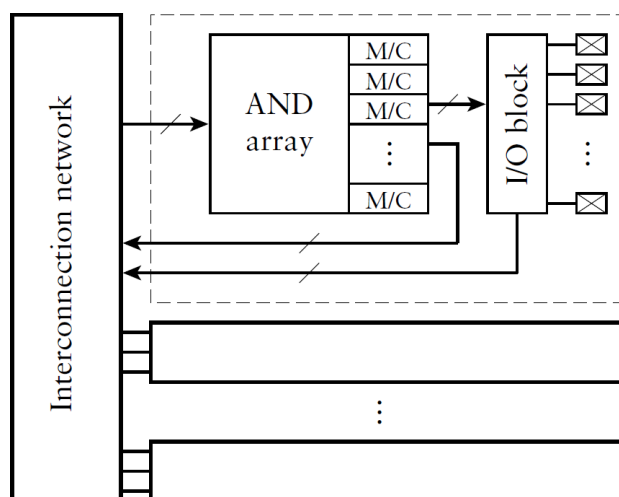 Interconnection network
AND
array
M/C
M/C
M/C
⋮
M/C
I/O block
⋮
⋮